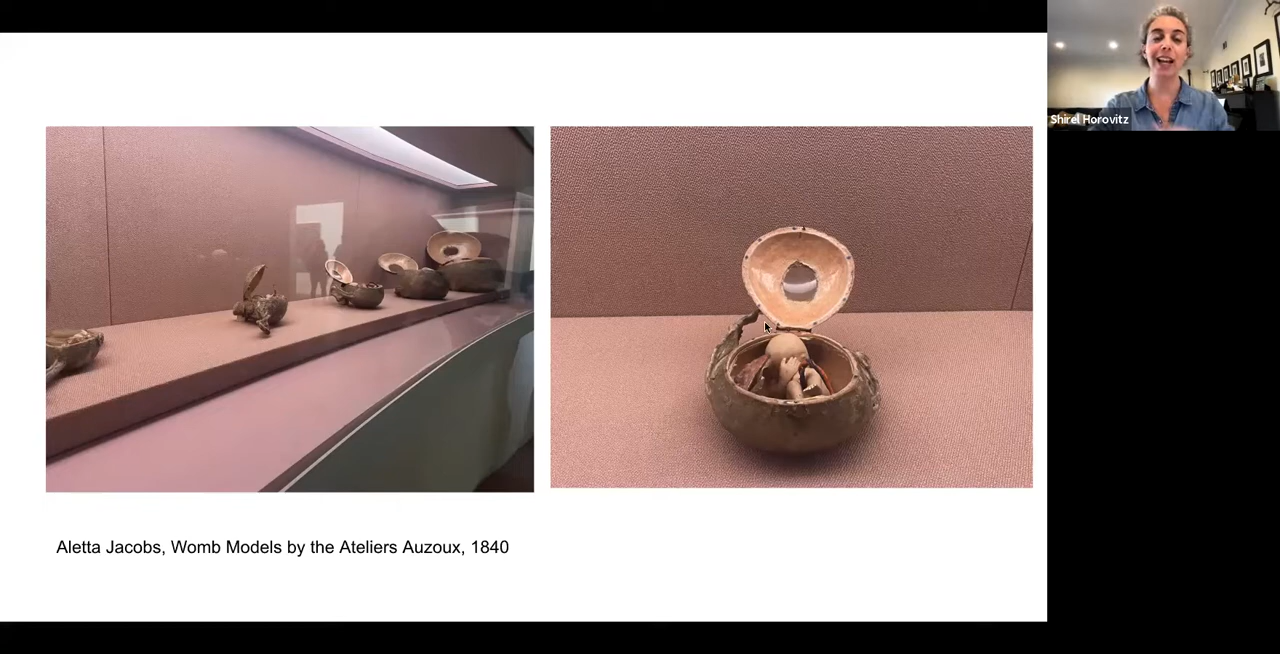 Shirel Horovitz
Aletta Jacobs, Womb Models by the Ateliers Auzoux, 1840